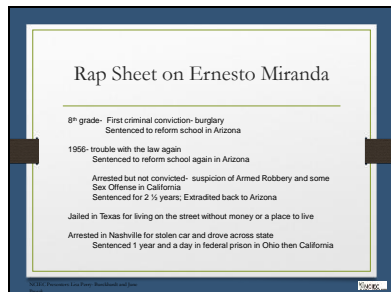 Rap Sheet on Ernesto Miranda
8th grade- First criminal conviction- burglary
Sentenced to reform school in Arizona
1956- trouble with the law again
Sentenced to reform school again in Arizona
Arrested but not convicted- suspicion of Armed Robbery and some
Sex Offense in California
Sentenced for 2 ½ years; Extradited back to Arizona
Jailed in Texas for living on the street without money or a place to live
Arrested in Nashville for stolen car and drove across state
Sentenced 1 year and a day in federal prison in Ohio then California